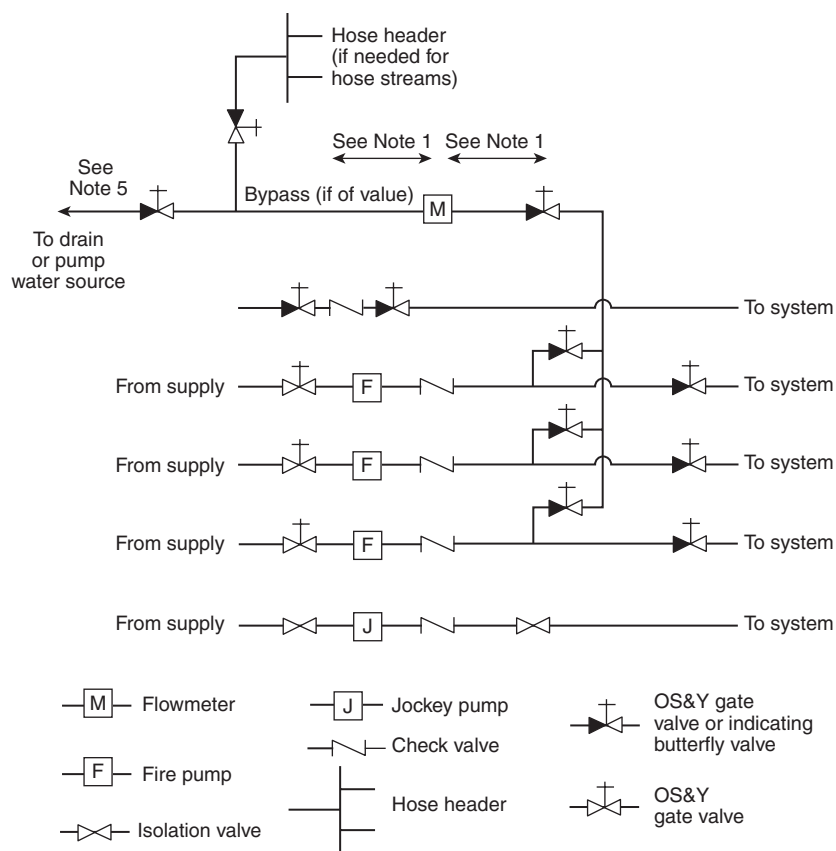 Hose header
(if needed for
hose streams)
See Note 1
See Note 1
See
Note 5
Bypass (if of value)
M
To drain
or pump
water source
To system
From supply
F
To system
From supply
F
To system
From supply
F
To system
From supply
J
To system
M
Flowmeter
J
Jockey pump
OS&Y gate
valve or indicating
butterfly valve
Check valve
F
Fire pump
Hose header
OS&Y
gate valve
Isolation valve